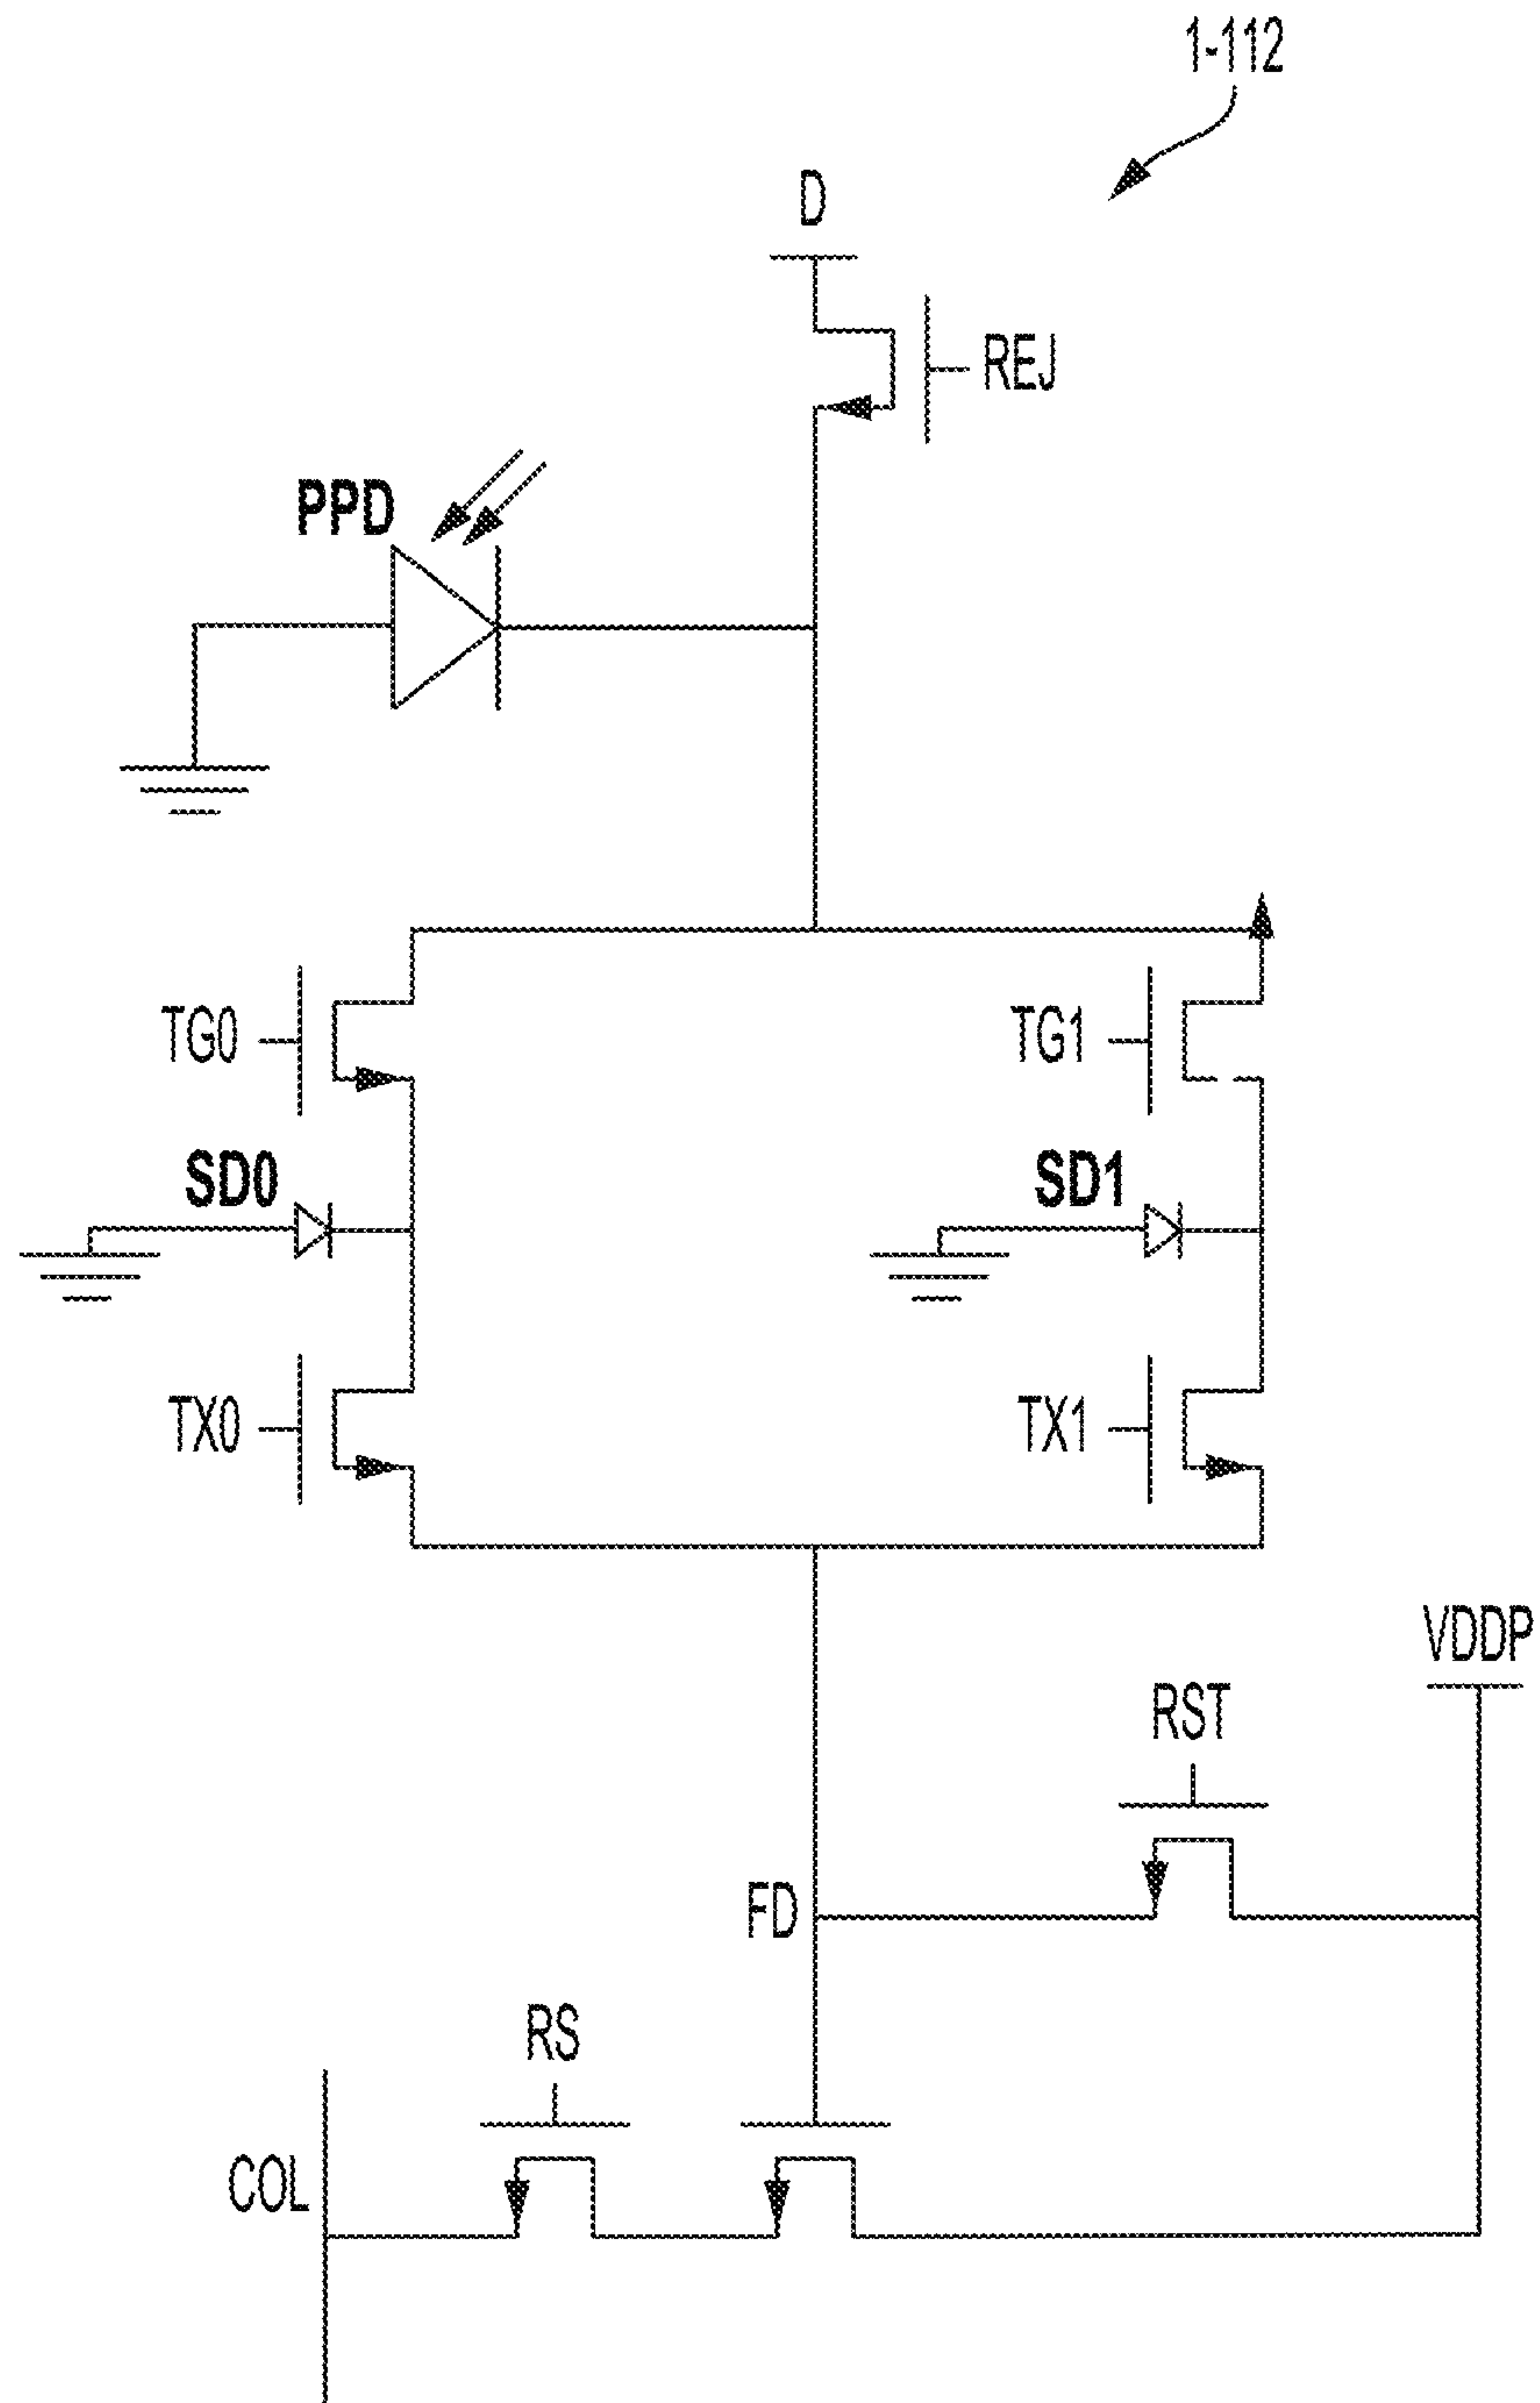 1-112
D
REJ
PPD
TG0
TG1
SD0
SD1
TX0
TX1
VDDP
RST
FD
RS
COL